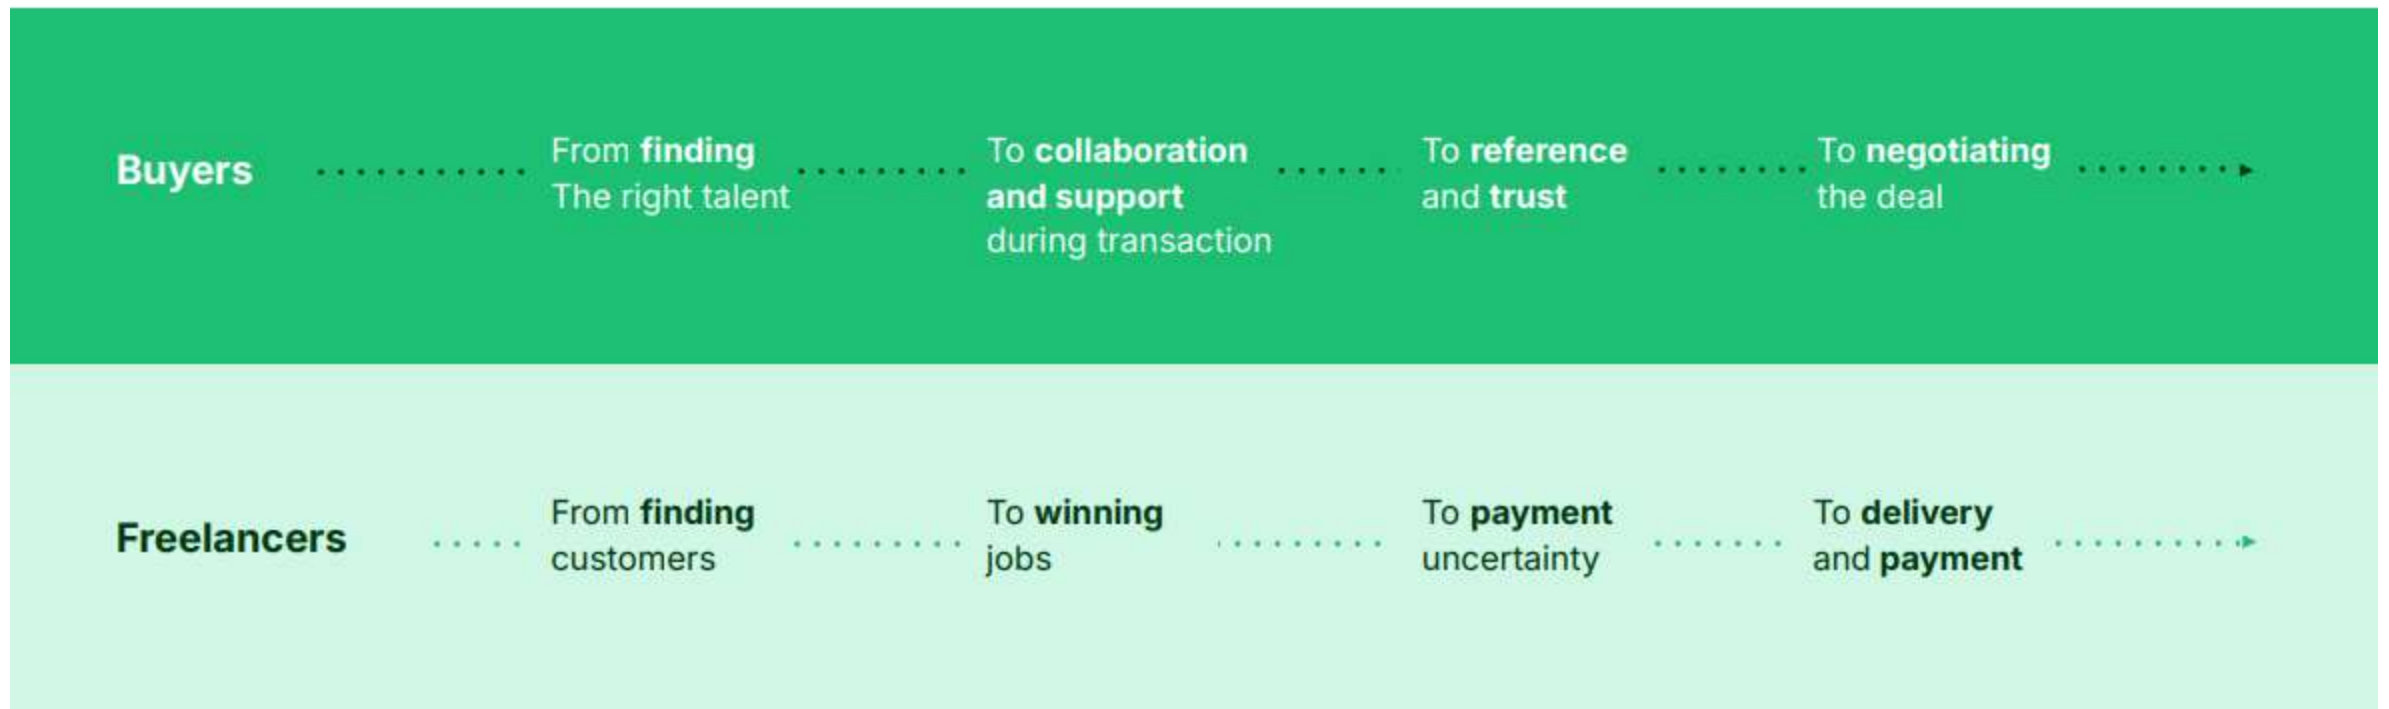 Buyers
From finding
The right talent
To collaboration
and support
during transaction
To reference
and trust
To negotiating
the deal
Freelancers
From finding
customers
To winning
jobs
To payment
uncertainty
To delivery
and payment